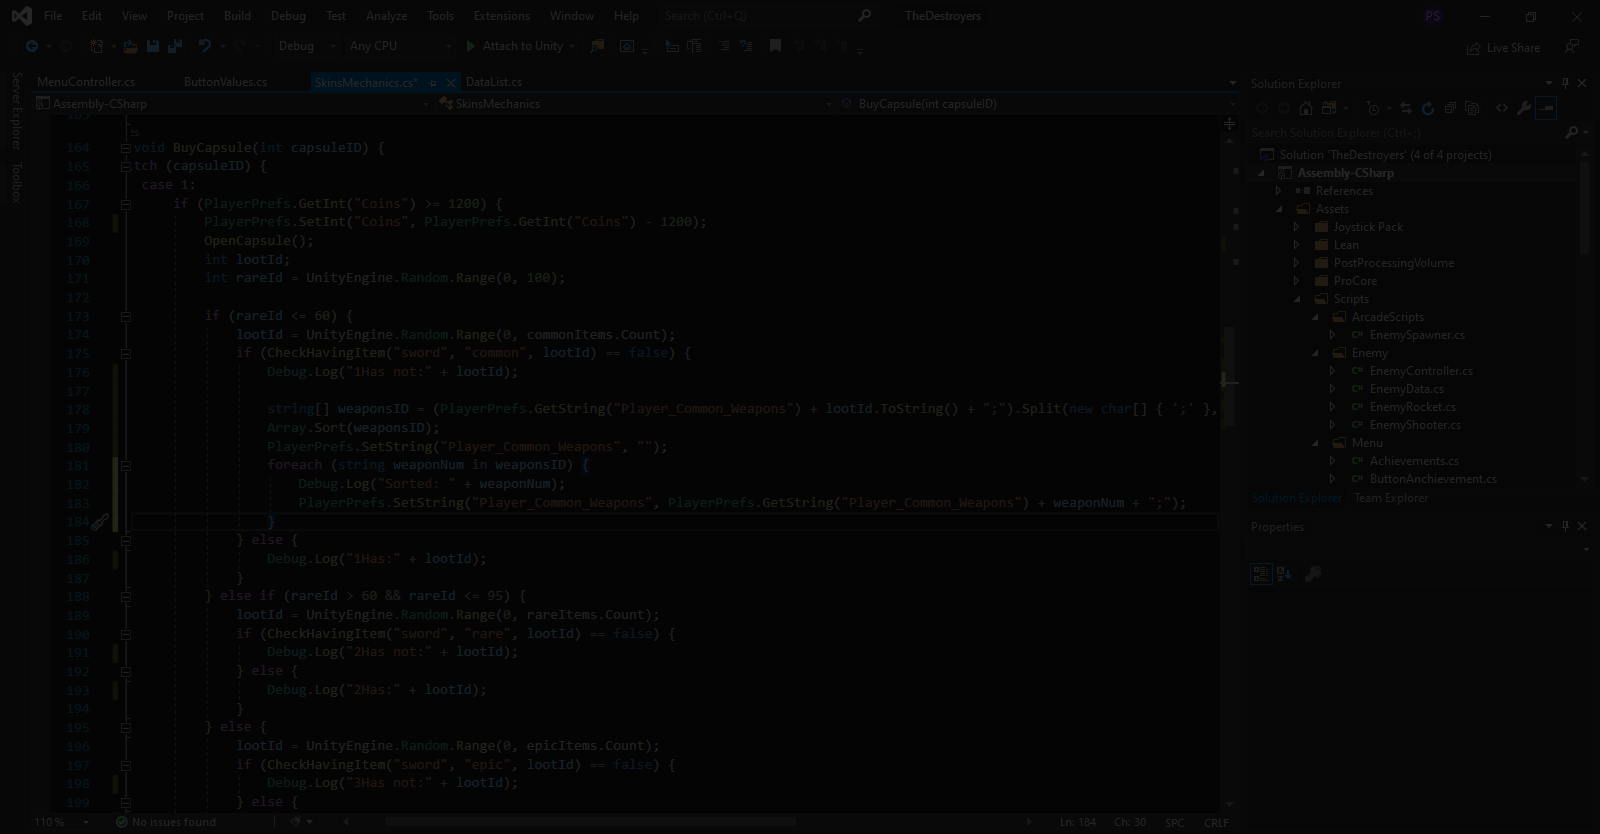 File Edit View Project Build Debug Test Analyze Tools Extensions Window Help Search (Ctrl+Q) TheDestroyers PS
Debug Any CPU Attach to Unity Live Share
Server Explorer
Toolbox
MenuController.cs ButtonValues.cs SkinsMechanics.cs* DataList.cs
Assembly-CSharp SkinsMechanics BuyCapsule(int capsuleID)
163
164 void BuyCapsule(int capsuleID) {
165 tch (capsuleID) {
166 case 1:
167 if (PlayerPrefs.GetInt("Coins") >= 1200) {
168 PlayerPrefs.SetInt("Coins", PlayerPrefs.GetInt("Coins") - 1200);
169 OpenCapsule();
170 int lootId;
171 int rareId = UnityEngine.Random.Range(0, 100);
172
173 if (rareId <= 60) {
174 lootId = UnityEngine.Random.Range(0, commonItems.Count);
175 if (CheckHavingItem("sword", "common", lootId) == false) {
176 Debug.Log("1Has not:" + lootId);
177
178 string[] weaponsID = (PlayerPrefs.GetString("Player_Common_Weapons") + lootId.ToString() + ";").Split(new char[] { ';' },
179 Array.Sort(weaponsID);
180 PlayerPrefs.SetString("Player_Common_Weapons", "");
181 foreach (string weaponNum in weaponsID) {
182 Debug.Log("Sorted: " + weaponNum);
183 PlayerPrefs.SetString("Player_Common_Weapons", PlayerPrefs.GetString("Player_Common_Weapons") + weaponNum + ";");
184 }
185 } else {
186 Debug.Log("1Has:" + lootId);
187 }
188 } else if (rareId > 60 && rareId <= 95) {
189 lootId = UnityEngine.Random.Range(0, rareItems.Count);
190 if (CheckHavingItem("sword", "rare", lootId) == false) {
191 Debug.Log("2Has not:" + lootId);
192 } else {
193 Debug.Log("2Has:" + lootId);
194 }
195 } else {
196 lootId = UnityEngine.Random.Range(0, epicItems.Count);
197 if (CheckHavingItem("sword", "epic", lootId) == false) {
198 Debug.Log("3Has not:" + lootId);
199 } else {
110 % No issues found Ln: 184 Ch: 30 SPC CRLF
Solution Explorer
Search Solution Explorer (Ctrl+;)
Solution 'TheDestroyers' (4 of 4 projects)
Assembly-CSharp
References
Assets
Joystick Pack
Lean
PostProcessingVolume
ProCore
Scripts
ArcadeScripts
C# EnemySpawner.cs
Enemy
C# EnemyController.cs
C# EnemyData.cs
C# EnemyRocket.cs
C# EnemyShooter.cs
Menu
C# Achievements.cs
C# ButtonAnchievement.cs
Solution Explorer Team Explorer
Properties